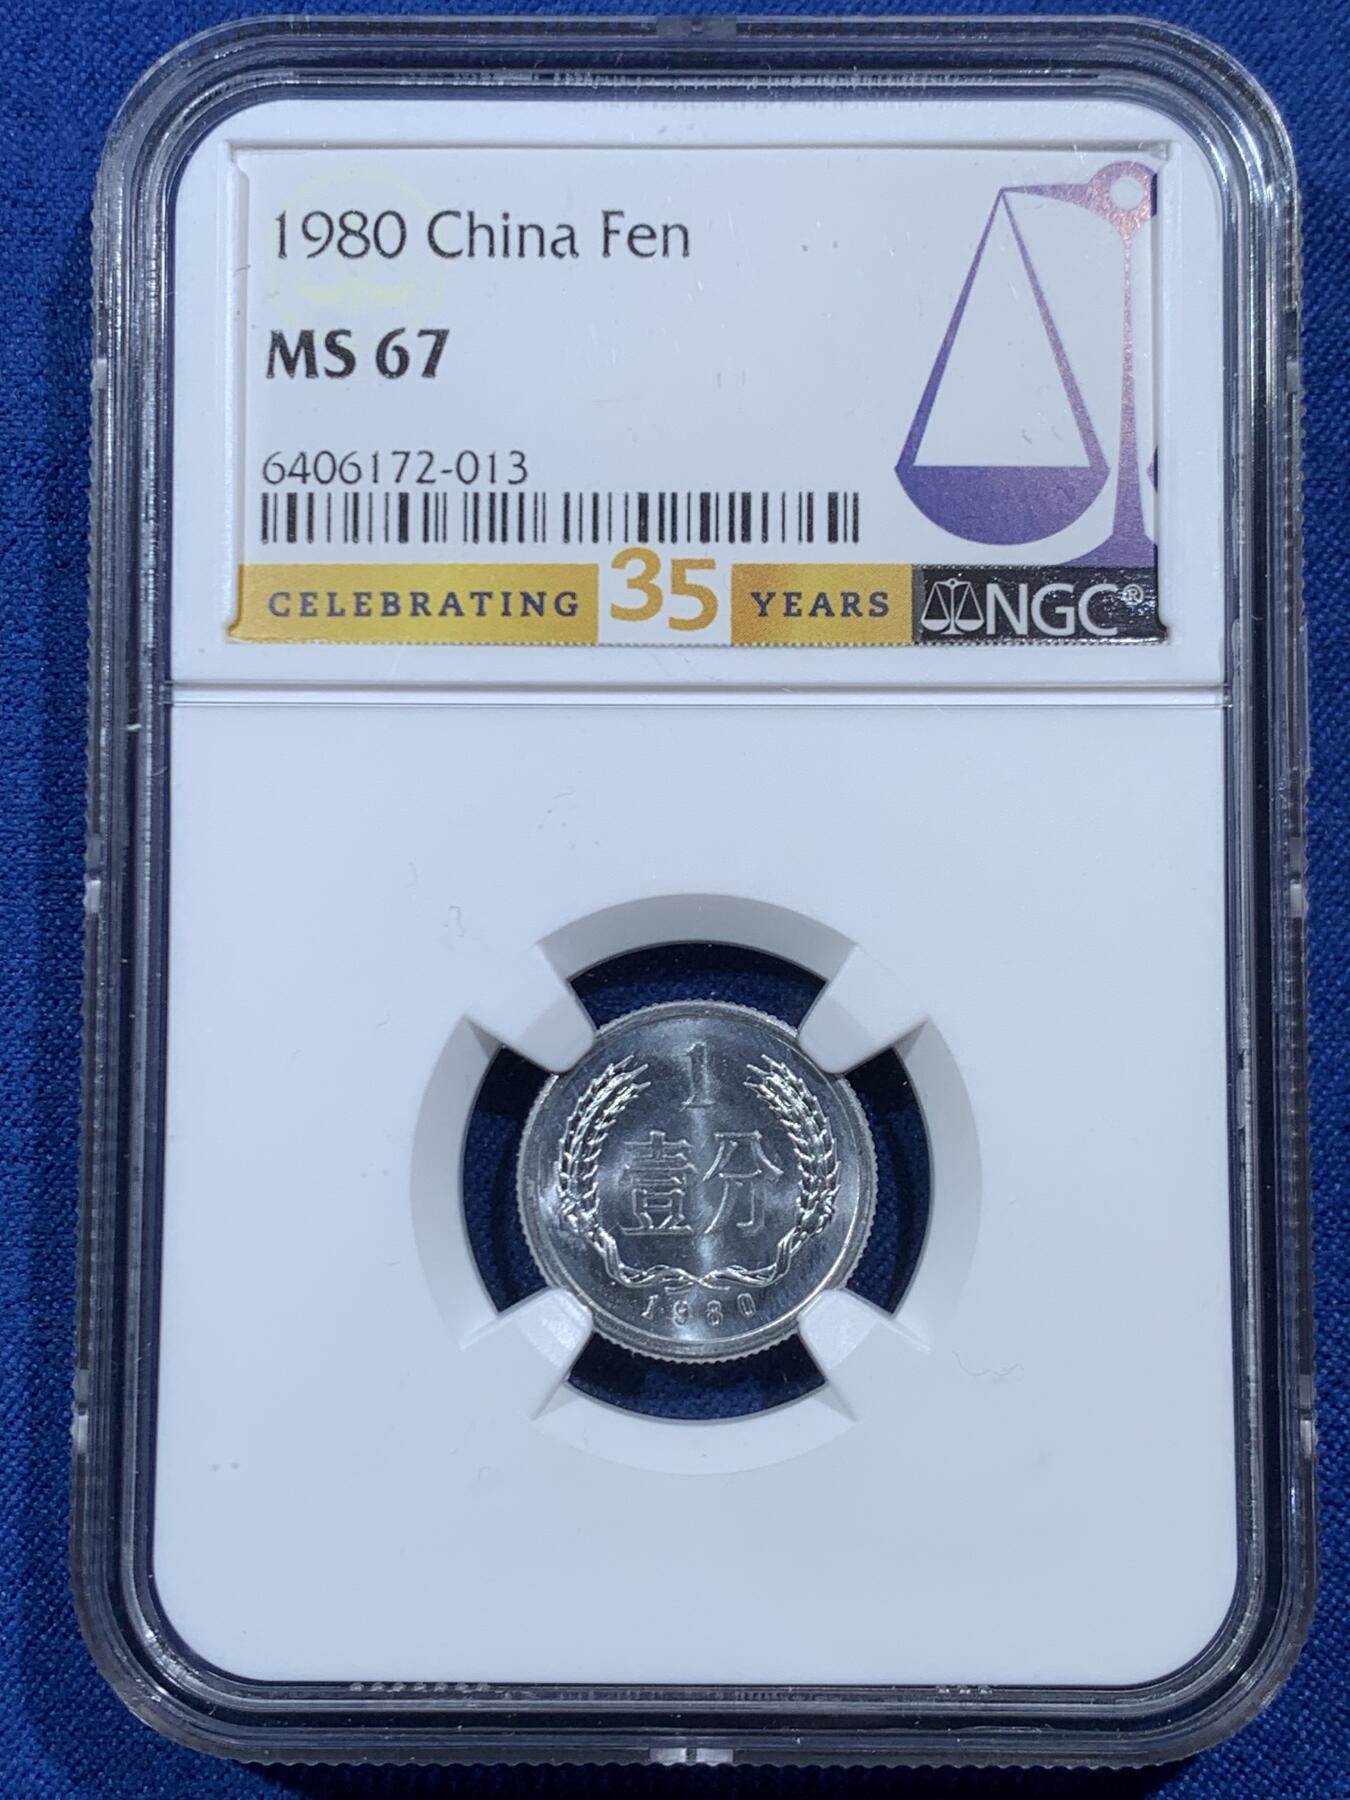 1980 China Fen
MS 67
6406172-013
CELEBRATING 35 YEARS NGC®
1
壹分
1980